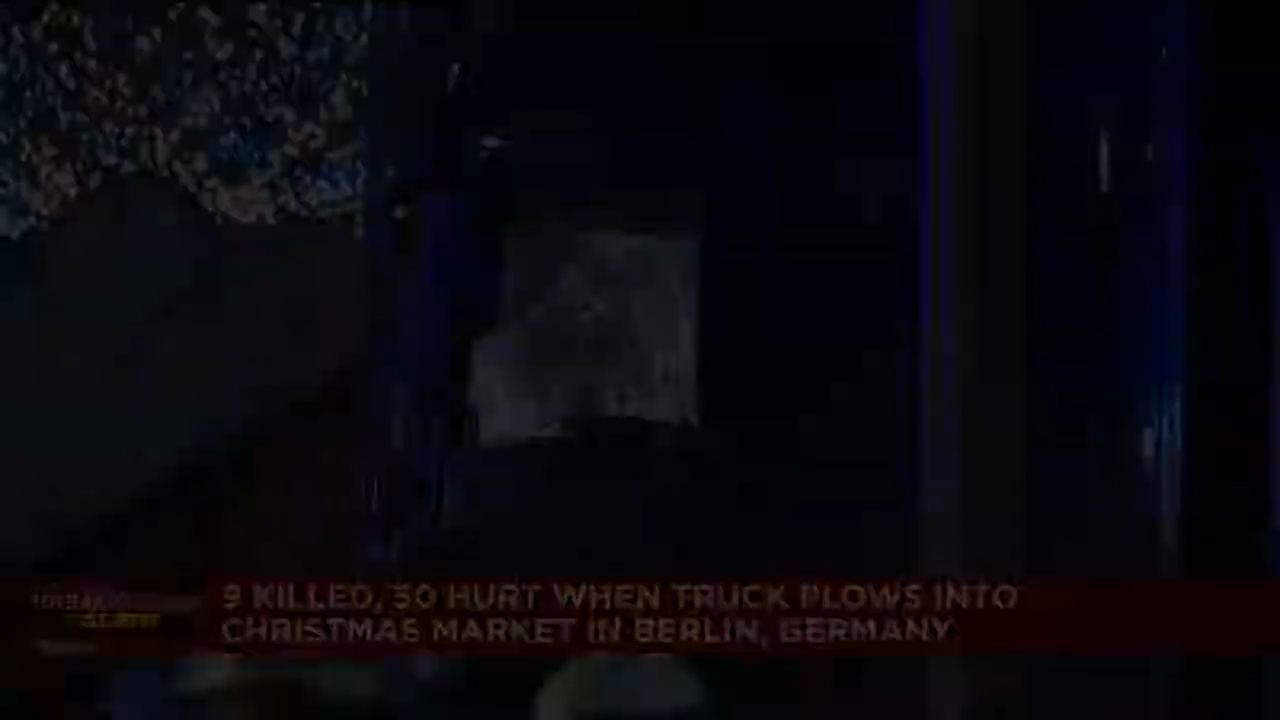 9 KILLED, 50 HURT WHEN TRUCK PLOWS INTO
CHRISTMAS MARKET IN BERLIN, GERMANY